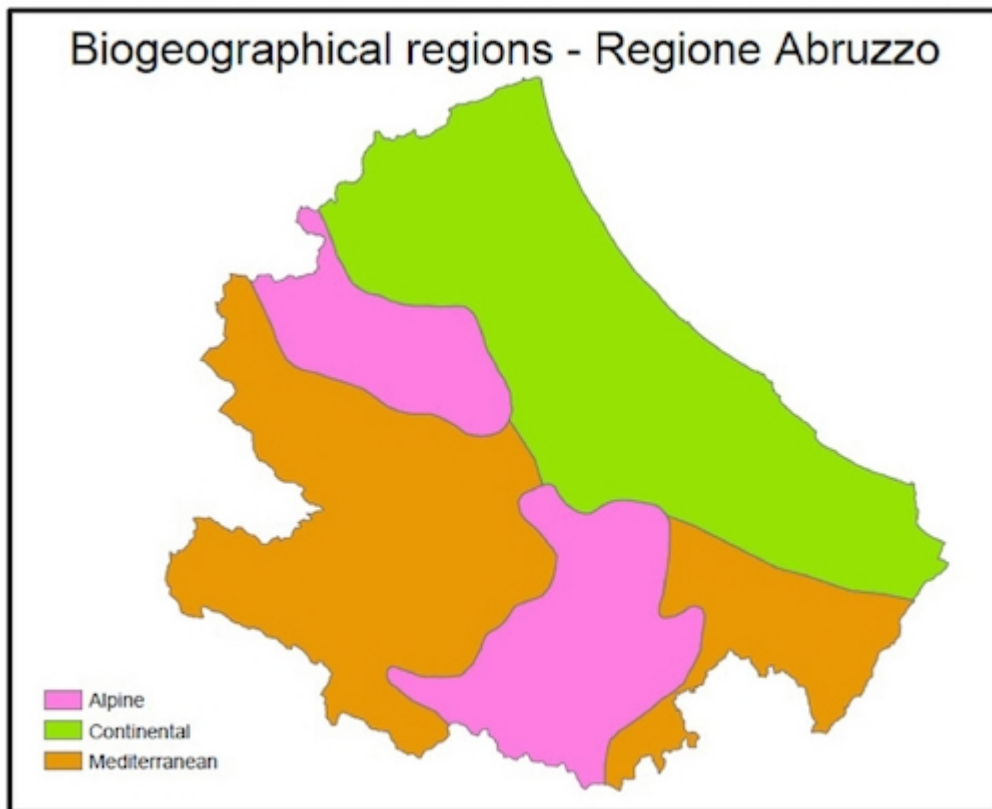 Biogeographical regions - Regione Abruzzo
Alpine
Continental
Mediterranean